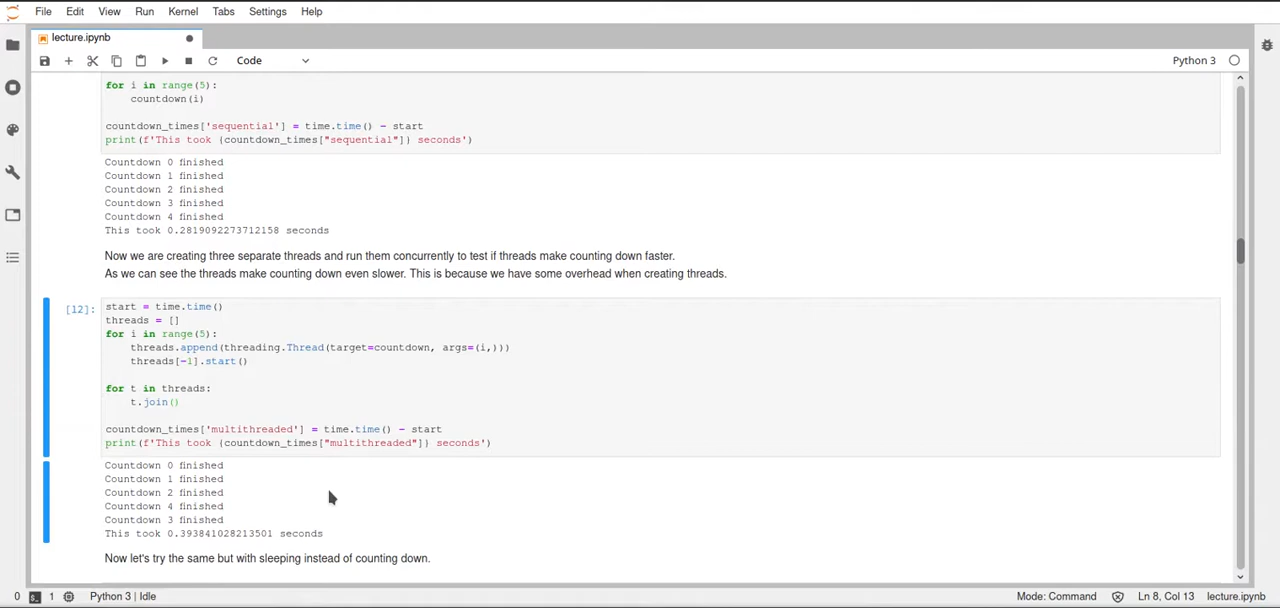 File Edit View Run Kernel Tabs Settings Help
lecture.ipynb
Code
Python 3
for i in range(5):
countdown(i)
countdown_times['sequential'] = time.time() - start
print(f'This took {countdown_times["sequential"]} seconds')
Countdown 0 finished
Countdown 1 finished
Countdown 2 finished
Countdown 3 finished
Countdown 4 finished
This took 0.2819092273712158 seconds
Now we are creating three separate threads and run them concurrently to test if threads make counting down faster.
As we can see the threads make counting down even slower. This is because we have some overhead when creating threads.
[12]: start = time.time()
threads = []
for i in range(5):
threads.append(threading.Thread(target=countdown, args=(i,)))
threads[-1].start()
for t in threads:
t.join()
countdown_times['multithreaded'] = time.time() - start
print(f'This took {countdown_times["multithreaded"]} seconds')
Countdown 0 finished
Countdown 1 finished
Countdown 2 finished
Countdown 4 finished
Countdown 3 finished
This took 0.393841028213501 seconds
Now let's try the same but with sleeping instead of counting down.
0 1 Python 3 | Idle Mode: Command Ln 8, Col 13 lecture.ipynb